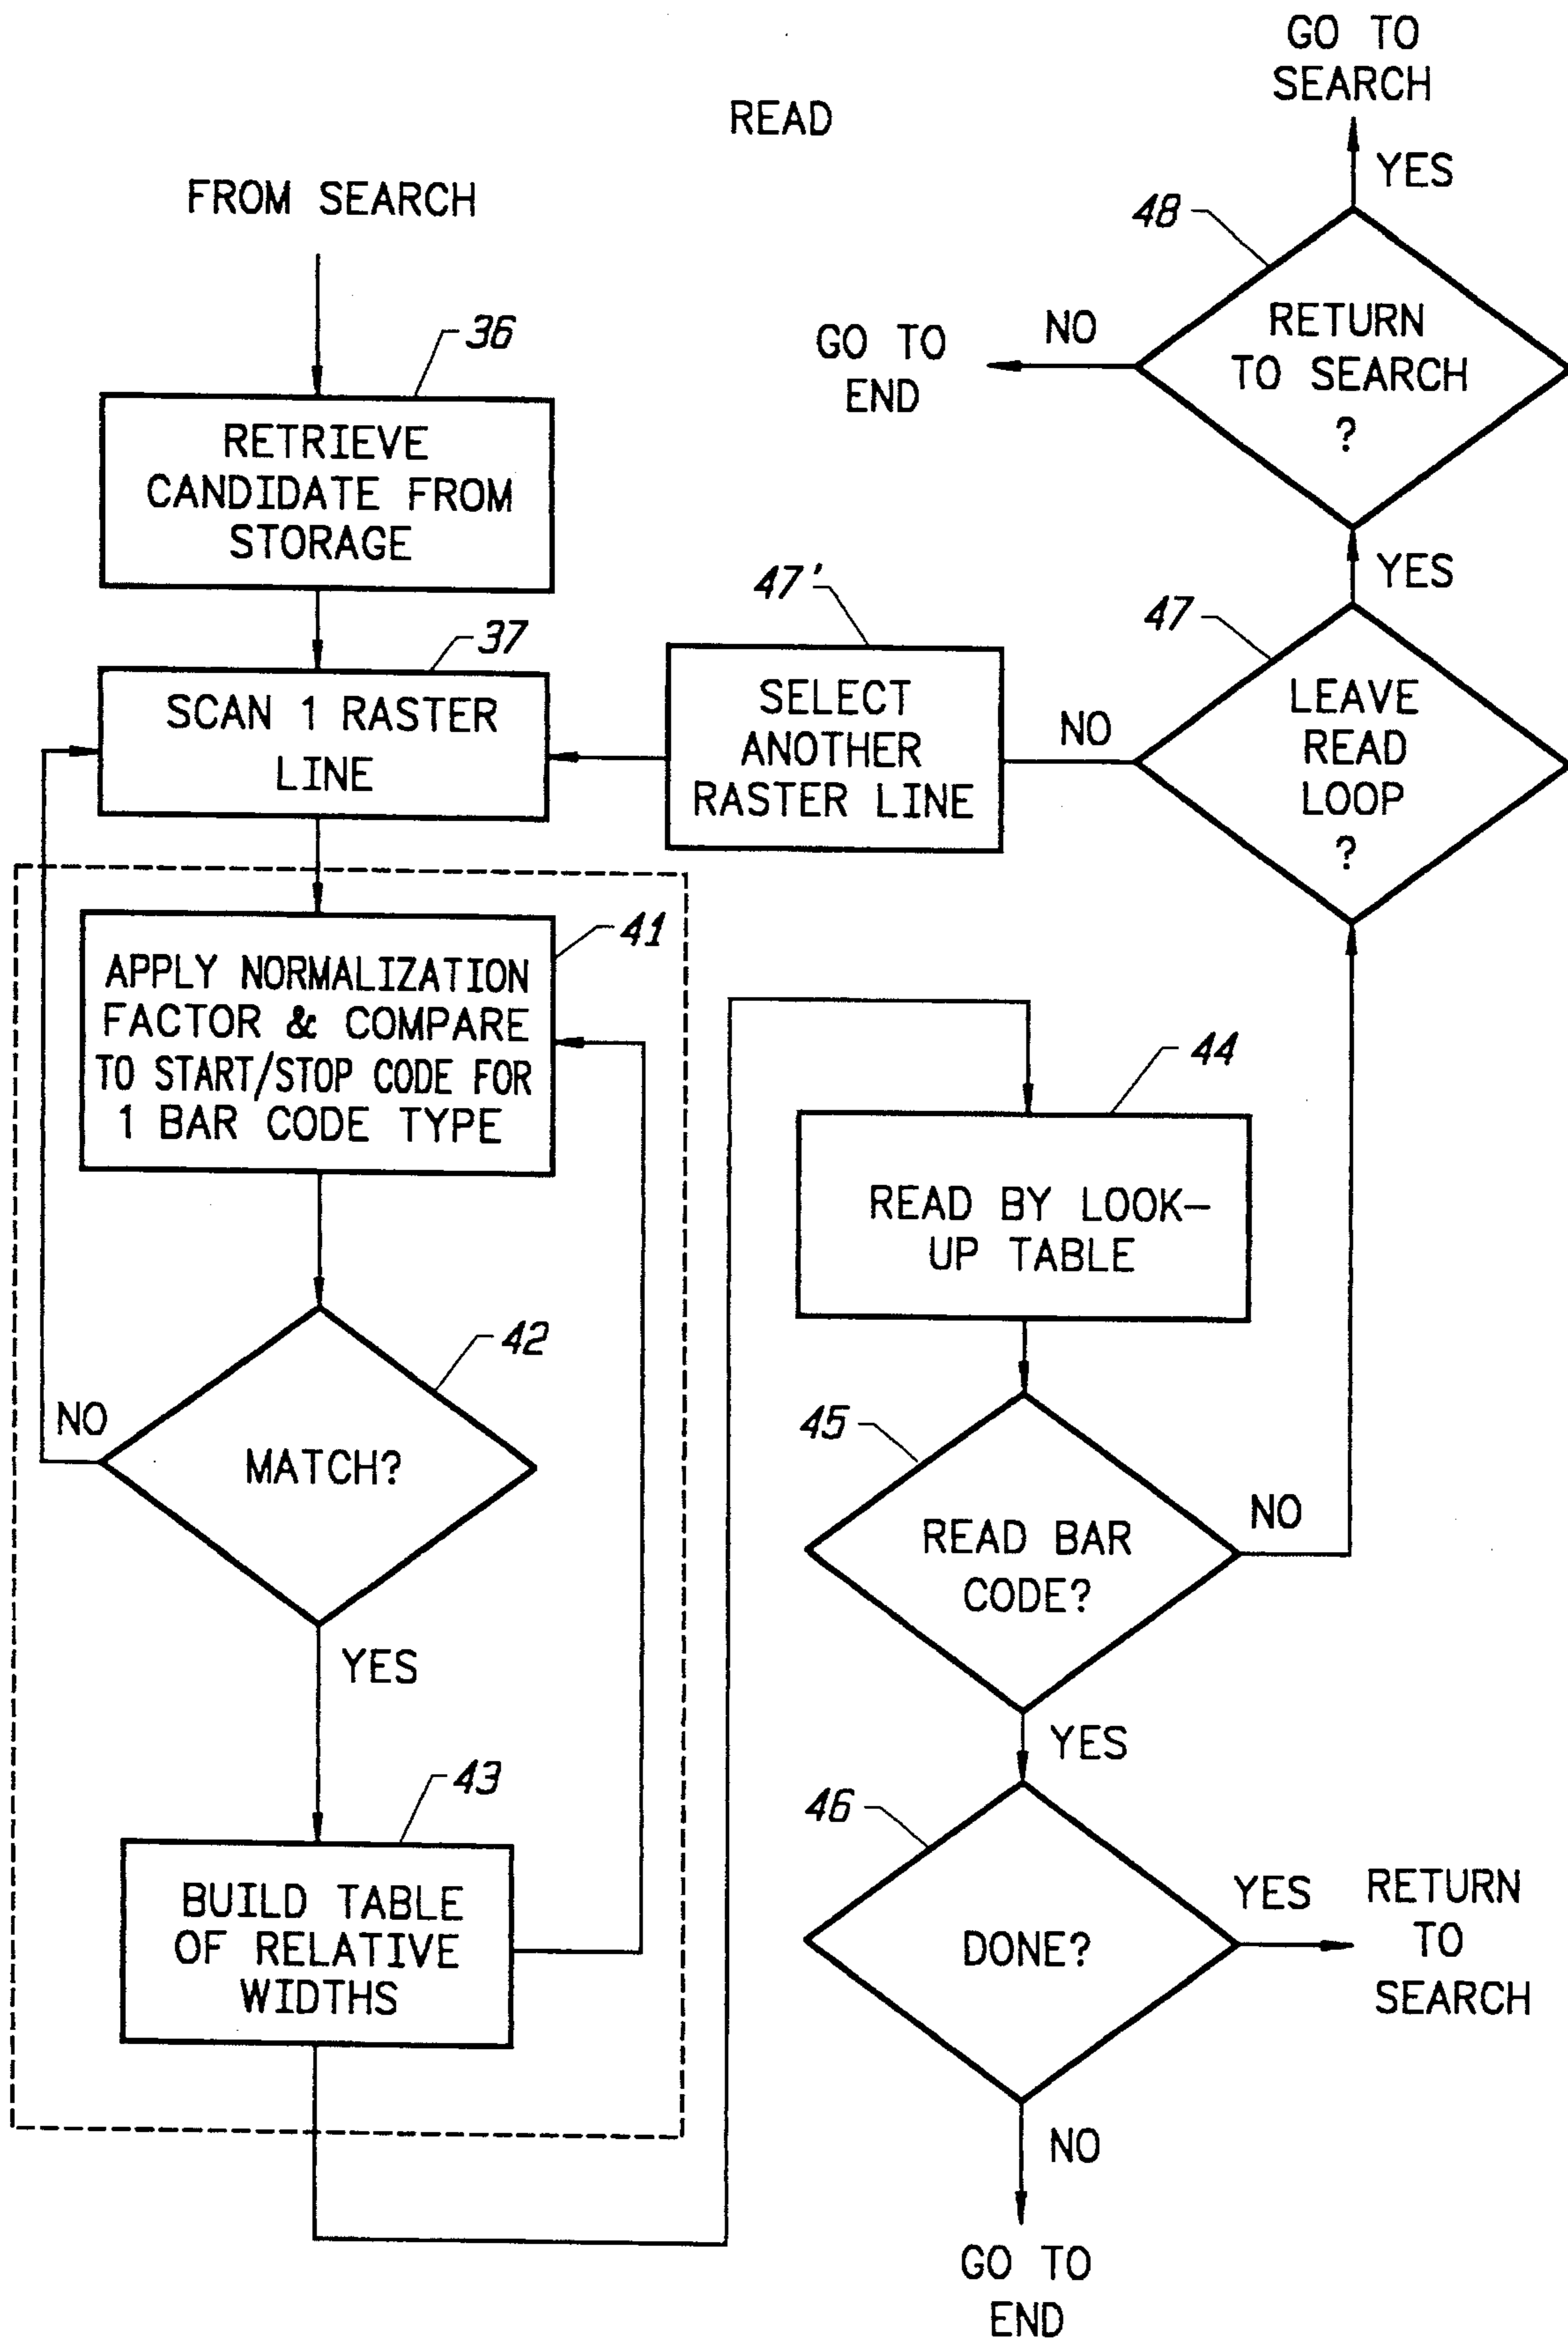 READ
FROM SEARCH
36
RETRIEVE
CANDIDATE FROM
STORAGE
37
SCAN 1 RASTER
LINE
41
APPLY NORMALIZATION
FACTOR & COMPARE
TO START/STOP CODE FOR
1 BAR CODE TYPE
42
MATCH?
NO
YES
43
BUILD TABLE
OF RELATIVE
WIDTHS
44
READ BY LOOK-
UP TABLE
45
READ BAR
CODE?
NO
YES
46
DONE?
YES
RETURN
TO
SEARCH
NO
GO TO
END
47
LEAVE
READ
LOOP
?
NO
47'
SELECT
ANOTHER
RASTER LINE
YES
48
RETURN
TO SEARCH
?
NO
GO TO
END
YES
GO TO
SEARCH